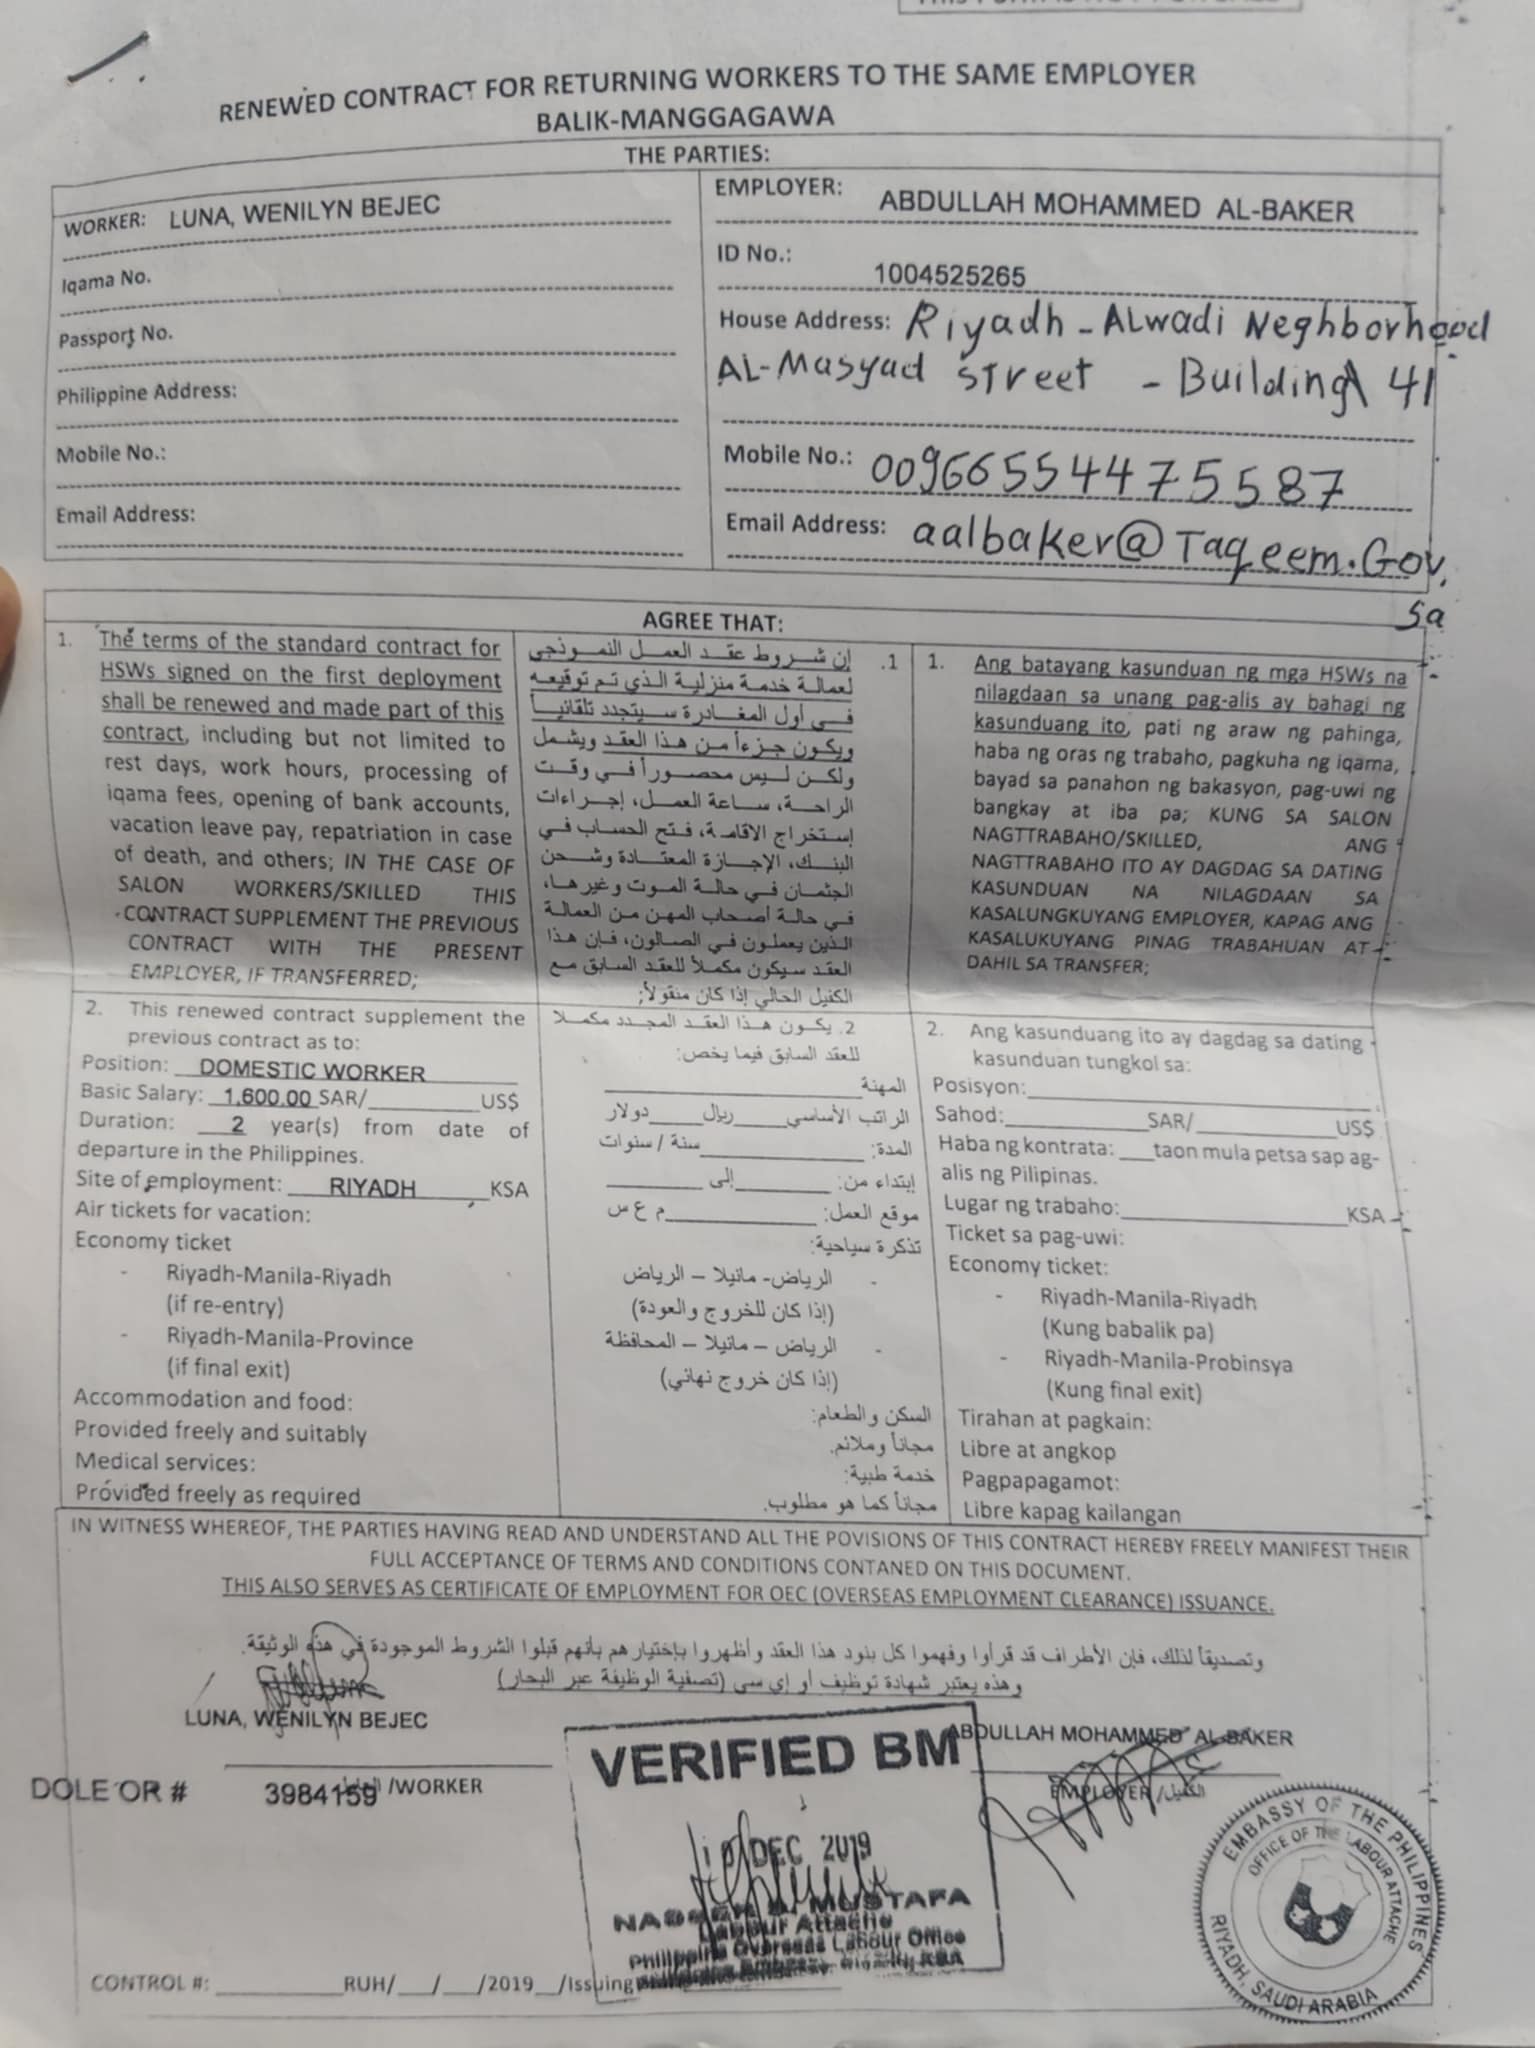 RENEWED CONTRACT FOR RETURNING WORKERS TO THE SAME EMPLOYER
BALIK-MANGGAGAWA
THE PARTIES:
WORKER: LUNA, WENILYN BEJEC
Iqama No.
Passport No.
Philippine Address:
Mobile No.:
Email Address:
EMPLOYER: ABDULLAH MOHAMMED AL-BAKER
ID No.: 1004525265
House Address: Riyadh - ALwadi Neghborhood
AL-Masyad street - Building 41
Mobile No.: 00966554475587
Email Address: aalbaker@Taqeem.Gov.
Sa
AGREE THAT:
1. The terms of the standard contract for
HSWs signed on the first deployment
shall be renewed and made part of this
contract, including but not limited to
rest days, work hours, processing of
iqama fees, opening of bank accounts,
vacation leave pay, repatriation in case
of death, and others; IN THE CASE OF
SALON WORKERS/SKILLED THIS
CONTRACT SUPPLEMENT THE PREVIOUS
CONTRACT WITH THE PRESENT
EMPLOYER, IF TRANSFERRED;
1. إن شروط عقد العمل النموذجي
لعمالة خدمة منزلية الذي تم توقيعه
في أول المغادرة سيتجدد تلقائياً
ويكون جزءاً من هذا العقد ويشمل
ولكن ليس محصوراً في وقت
الراحة، ساعة العمل، إجراءات
إستخراج الاقامة، فتح الحساب في
البنك، الإجازة المعتادة وشحن
الجثمان في حالة الموت وغيرها،
في حالة أصحاب المهن من العمالة
الذين يعملون في الصالون، فإن هذا
العقد سيكون مكملاً للعقد السابق مع
الكفيل الحالي إذا كان منقولاً;
1. Ang batayang kasunduan ng mga HSWs na
nilagdaan sa unang pag-alis ay bahagi ng
kasunduang ito, pati ng araw ng pahinga,
haba ng oras ng trabaho, pagkuha ng iqama,
bayad sa panahon ng bakasyon, pag-uwi ng
bangkay at iba pa; KUNG SA SALON
NAGTTRABAHO/SKILLED, ANG
NAGTTRABAHO ITO AY DAGDAG SA DATING
KASUNDUAN NA NILAGDAAN SA
KASALUNGKUYANG EMPLOYER, KAPAG ANG
KASALUKUYANG PINAG TRABAHUAN AT
DAHIL SA TRANSFER;
2. This renewed contract supplement the
previous contract as to:
Position: DOMESTIC WORKER
Basic Salary: 1,600.00 SAR/ US$
Duration: 2 year(s) from date of
departure in the Philippines.
Site of employment: RIYADH KSA
Air tickets for vacation:
Economy ticket
- Riyadh-Manila-Riyadh
(if re-entry)
- Riyadh-Manila-Province
(if final exit)
Accommodation and food:
Provided freely and suitably
Medical services:
Provided freely as required
2. يكون هذا العقد المجدد مكملا
للعقد السابق فيما يخص:
المهنة
الراتب الأساسي ريال دولار
المدة: سنة / سنوات
إبتداء من: إلى
موقع العمل: م ع س
تذكرة سياحية:
- الرياض- مانيلا – الرياض
(إذا كان للخروج والعودة)
- الرياض – مانيلا – المحافظة
(إذا كان خروج نهائي)
السكن والطعام:
مجاناً وملائم.
خدمة طبية:
مجاناً كما هو مطلوب.
2. Ang kasunduang ito ay dagdag sa dating
kasunduan tungkol sa:
Posisyon:
Sahod: SAR/ US$
Haba ng kontrata: ___taon mula petsa sap ag-
alis ng Pilipinas.
Lugar ng trabaho: KSA
Ticket sa pag-uwi:
Economy ticket:
- Riyadh-Manila-Riyadh
(Kung babalik pa)
- Riyadh-Manila-Probinsya
(Kung final exit)
Tirahan at pagkain:
Libre at angkop
Pagpapagamot:
Libre kapag kailangan
IN WITNESS WHEREOF, THE PARTIES HAVING READ AND UNDERSTAND ALL THE POVISIONS OF THIS CONTRACT HEREBY FREELY MANIFEST THEIR
FULL ACCEPTANCE OF TERMS AND CONDITIONS CONTANED ON THIS DOCUMENT.
THIS ALSO SERVES AS CERTIFICATE OF EMPLOYMENT FOR OEC (OVERSEAS EMPLOYMENT CLEARANCE) ISSUANCE.
وتصديقاً لذلك، فإن الأطراف قد قرأوا وفهموا كل بنود هذا العقد وأظهروا بإختيارهم بأنهم قبلوا الشروط الموجودة في هذه الوثيقة.
وهذه يعتبر شهادة توظيف أو إي سي (تصفية الوظيفة عبر البحار)
LUNA, WENILYN BEJEC
/WORKER
DOLE OR # 3984159
ABDULLAH MOHAMMED AL-BAKER
EMPLOYER /الكفيل
VERIFIED BM
DEC 2019
MUSTAFA
Labour Attache
Philippine Overseas Labour Office
EMBASSY OF THE PHILIPPINES
OFFICE OF THE LABOUR ATTACHE
RIYADH, SAUDI ARABIA
CONTROL #: RUH/___/___/2019__/Issuing